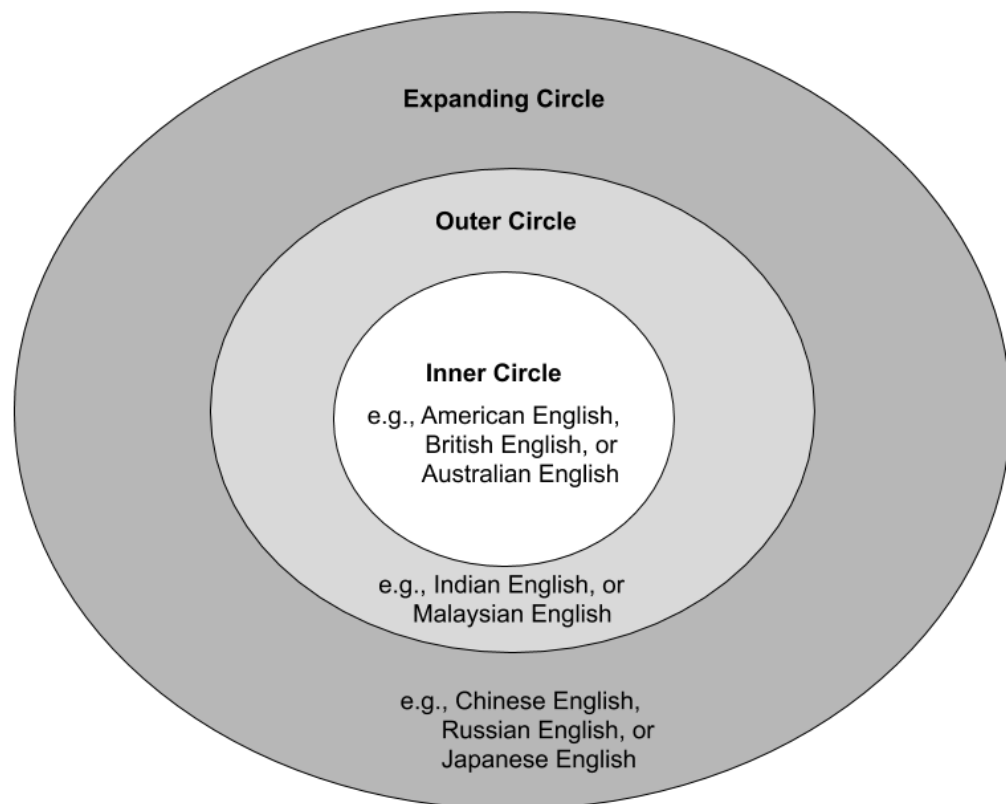 Expanding Circle
Outer Circle
Inner Circle
e.g., American English,
British English, or
Australian English
e.g., Indian English, or
Malaysian English
e.g., Chinese English,
Russian English, or
Japanese English